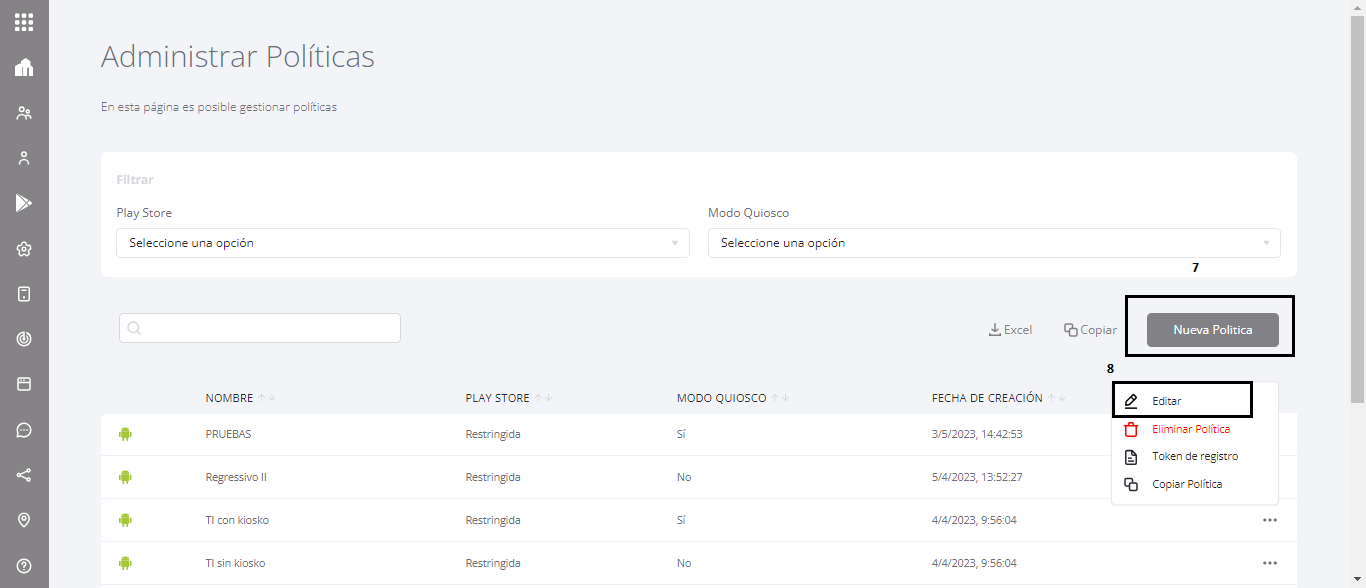 Administrar Políticas
En esta página es posible gestionar políticas
Filtrar
Play Store
Modo Quiosco
Seleccione una opción
Seleccione una opción
7
Excel
Copiar
Nueva Politica
8
NOMBRE
PLAY STORE
MODO QUIOSCO
FECHA DE CREACIÓN
Editar
Eliminar Política
Token de registro
Copiar Política
PRUEBAS Restringida Sí 3/5/2023, 14:42:53
Regressivo II Restringida No 5/4/2023, 13:52:27
TI con kiosko Restringida Sí 4/4/2023, 9:56:04
TI sin kiosko Restringida No 4/4/2023, 9:56:04